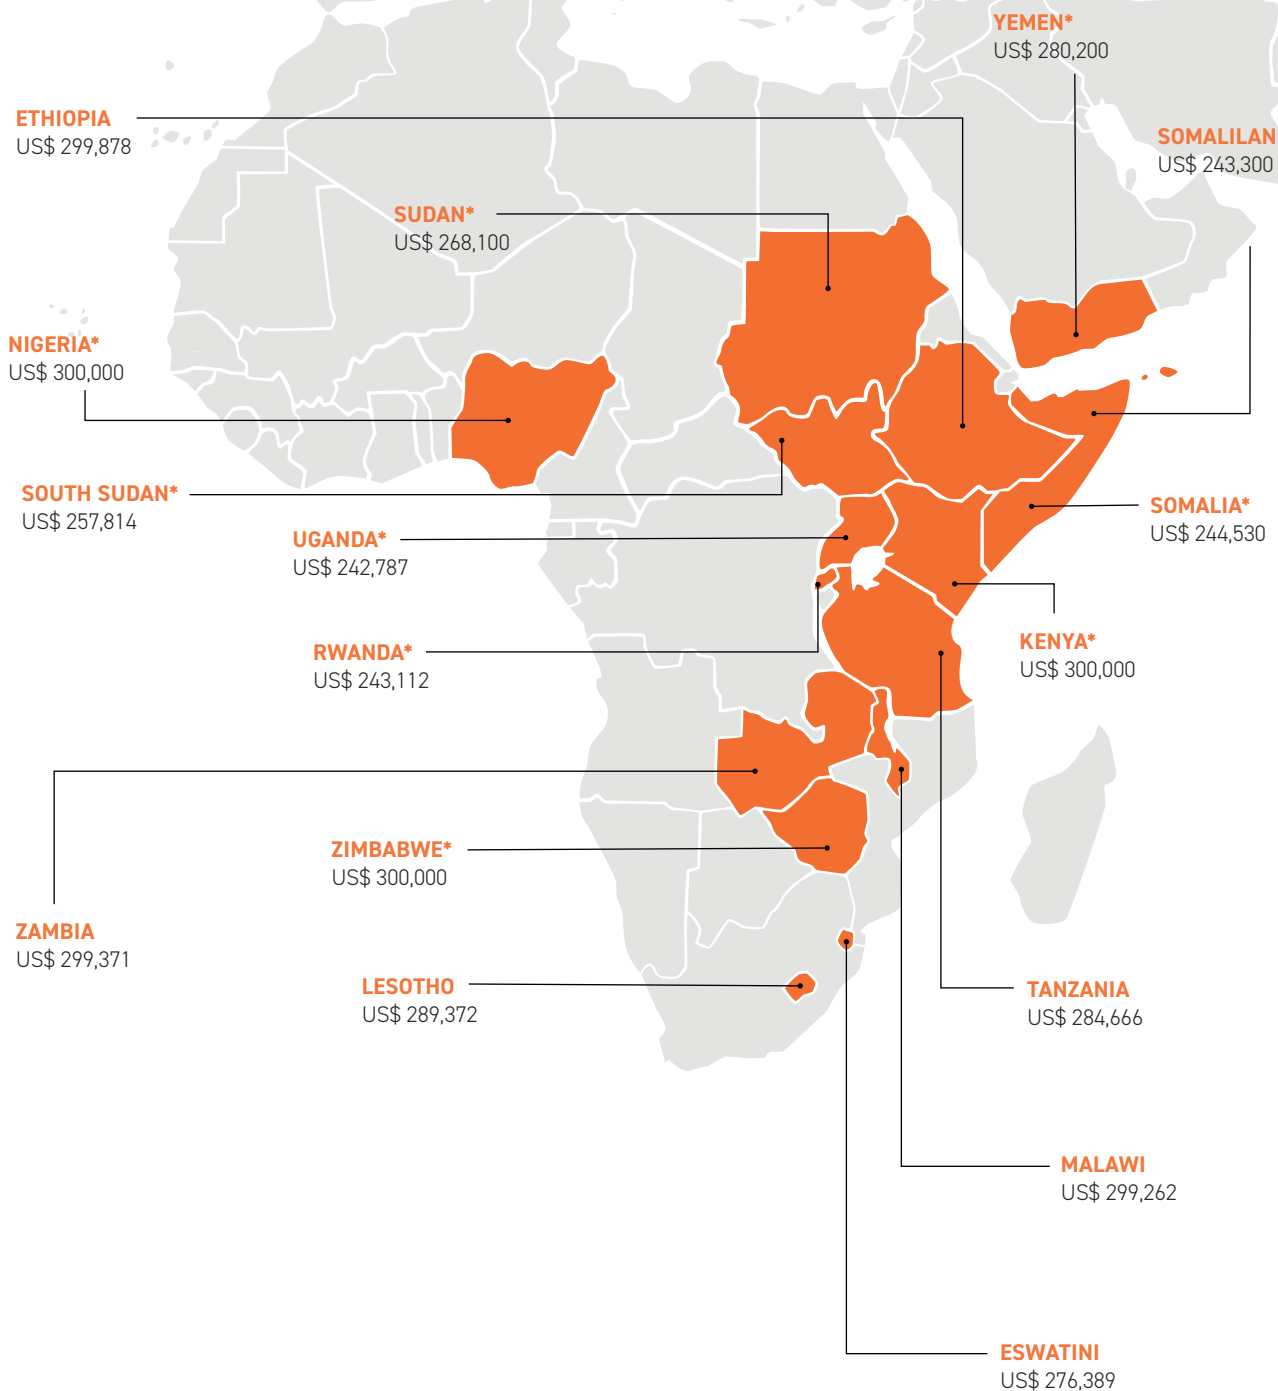 YEMEN*
US$ 280,200
ETHIOPIA
US$ 299,878
SOMALILAN
US$ 243,300
SUDAN*
US$ 268,100
NIGERIA*
US$ 300,000
SOUTH SUDAN*
US$ 257,814
SOMALIA*
US$ 244,530
UGANDA*
US$ 242,787
RWANDA*
US$ 243,112
KENYA*
US$ 300,000
ZIMBABWE*
US$ 300,000
ZAMBIA
US$ 299,371
LESOTHO
US$ 289,372
TANZANIA
US$ 284,666
MALAWI
US$ 299,262
ESWATINI
US$ 276,389